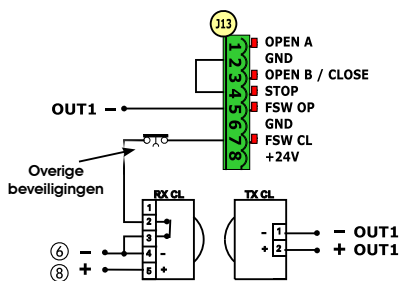 J13
1 OPEN A
2 GND
3 OPEN B / CLOSE
4 STOP
OUT1 - 5 FSW OP
6 GND
7 FSW CL
8 +24V
Overige
beveiligingen
RX CL
TX CL
1
2
3
6 - 4 -
8 + 5 +
- 1 - OUT1
+ 2 + OUT1